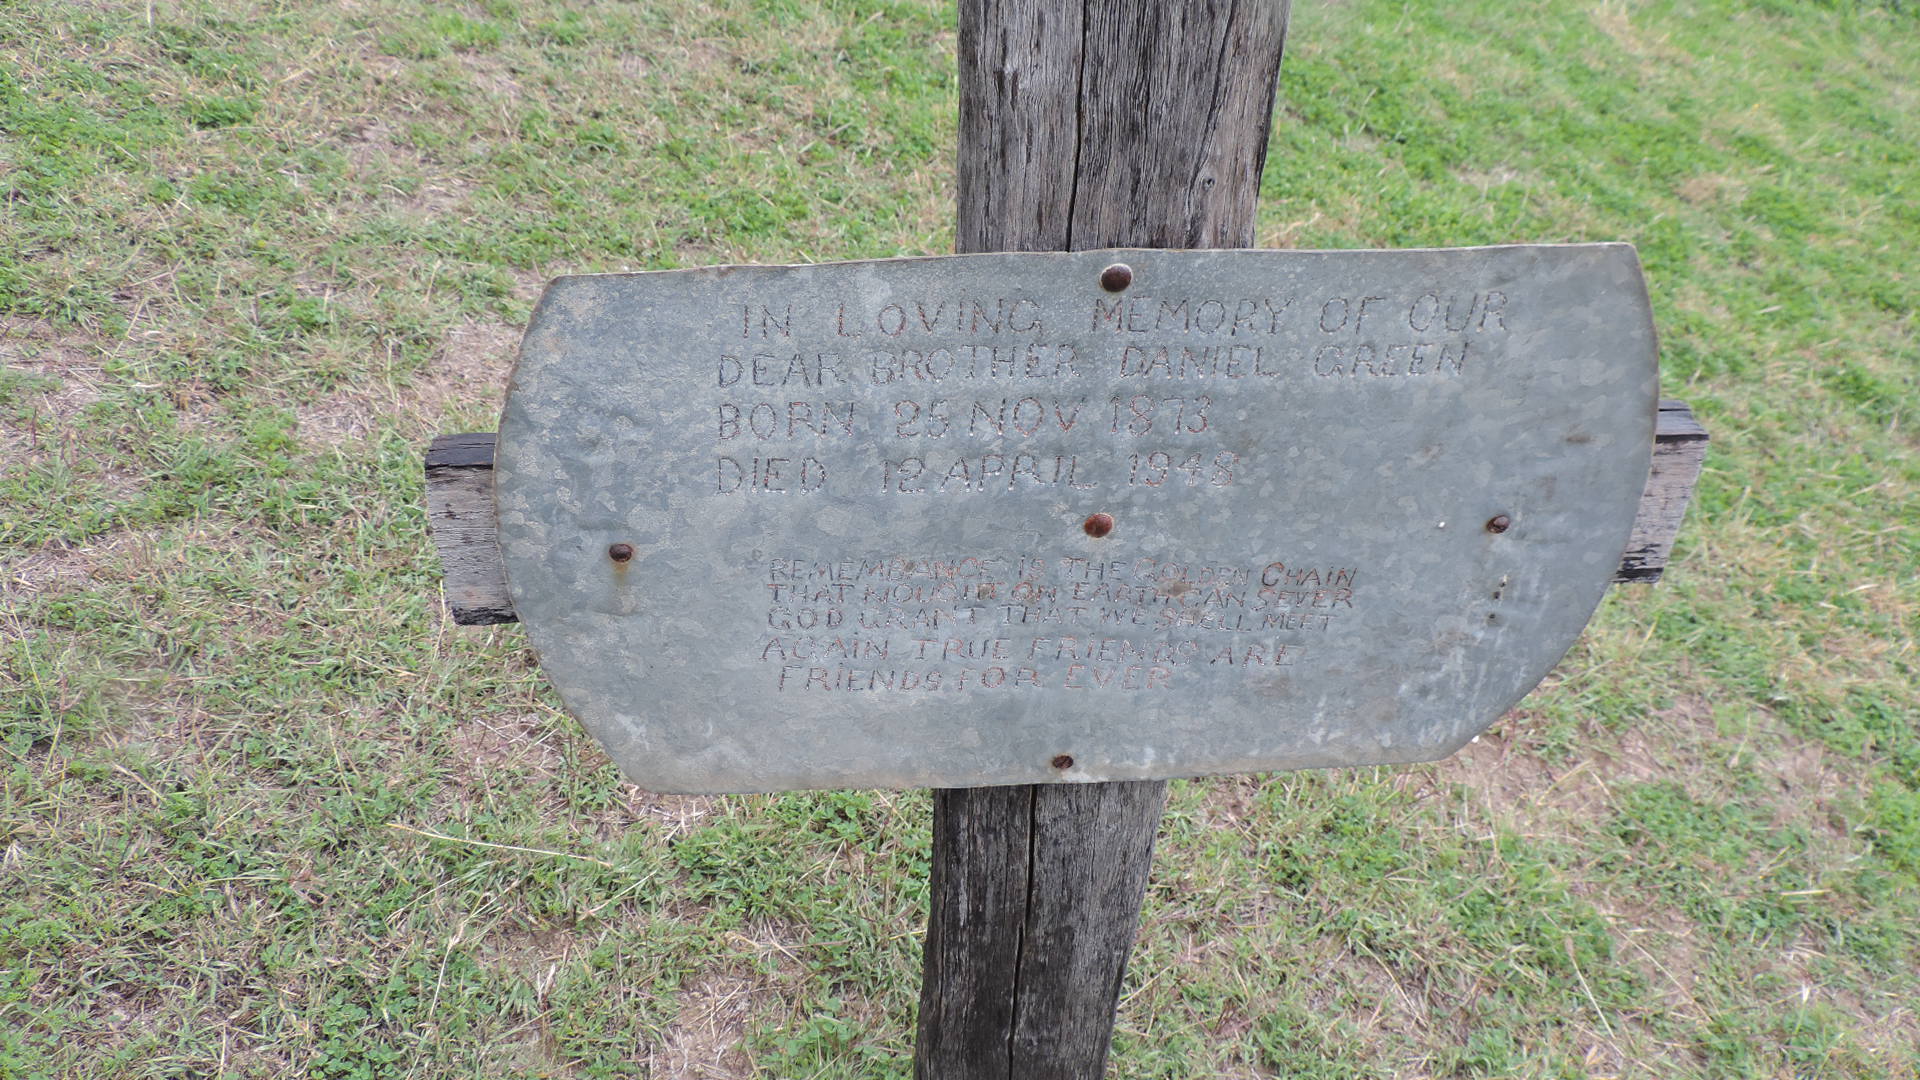 IN LOVING MEMORY OF OUR
DEAR BROTHER DANIEL GREEN
BORN 25 NOV 1873
DIED 12 APRIL 1948
REMEMBANCE IS THE GOLDEN CHAIN
THAT NOUGHT ON EARTH CAN SEVER
GOD GRANT THAT WE SHELL MEET
AGAIN TRUE FRIENDS ARE
FRIENDS FOR EVER